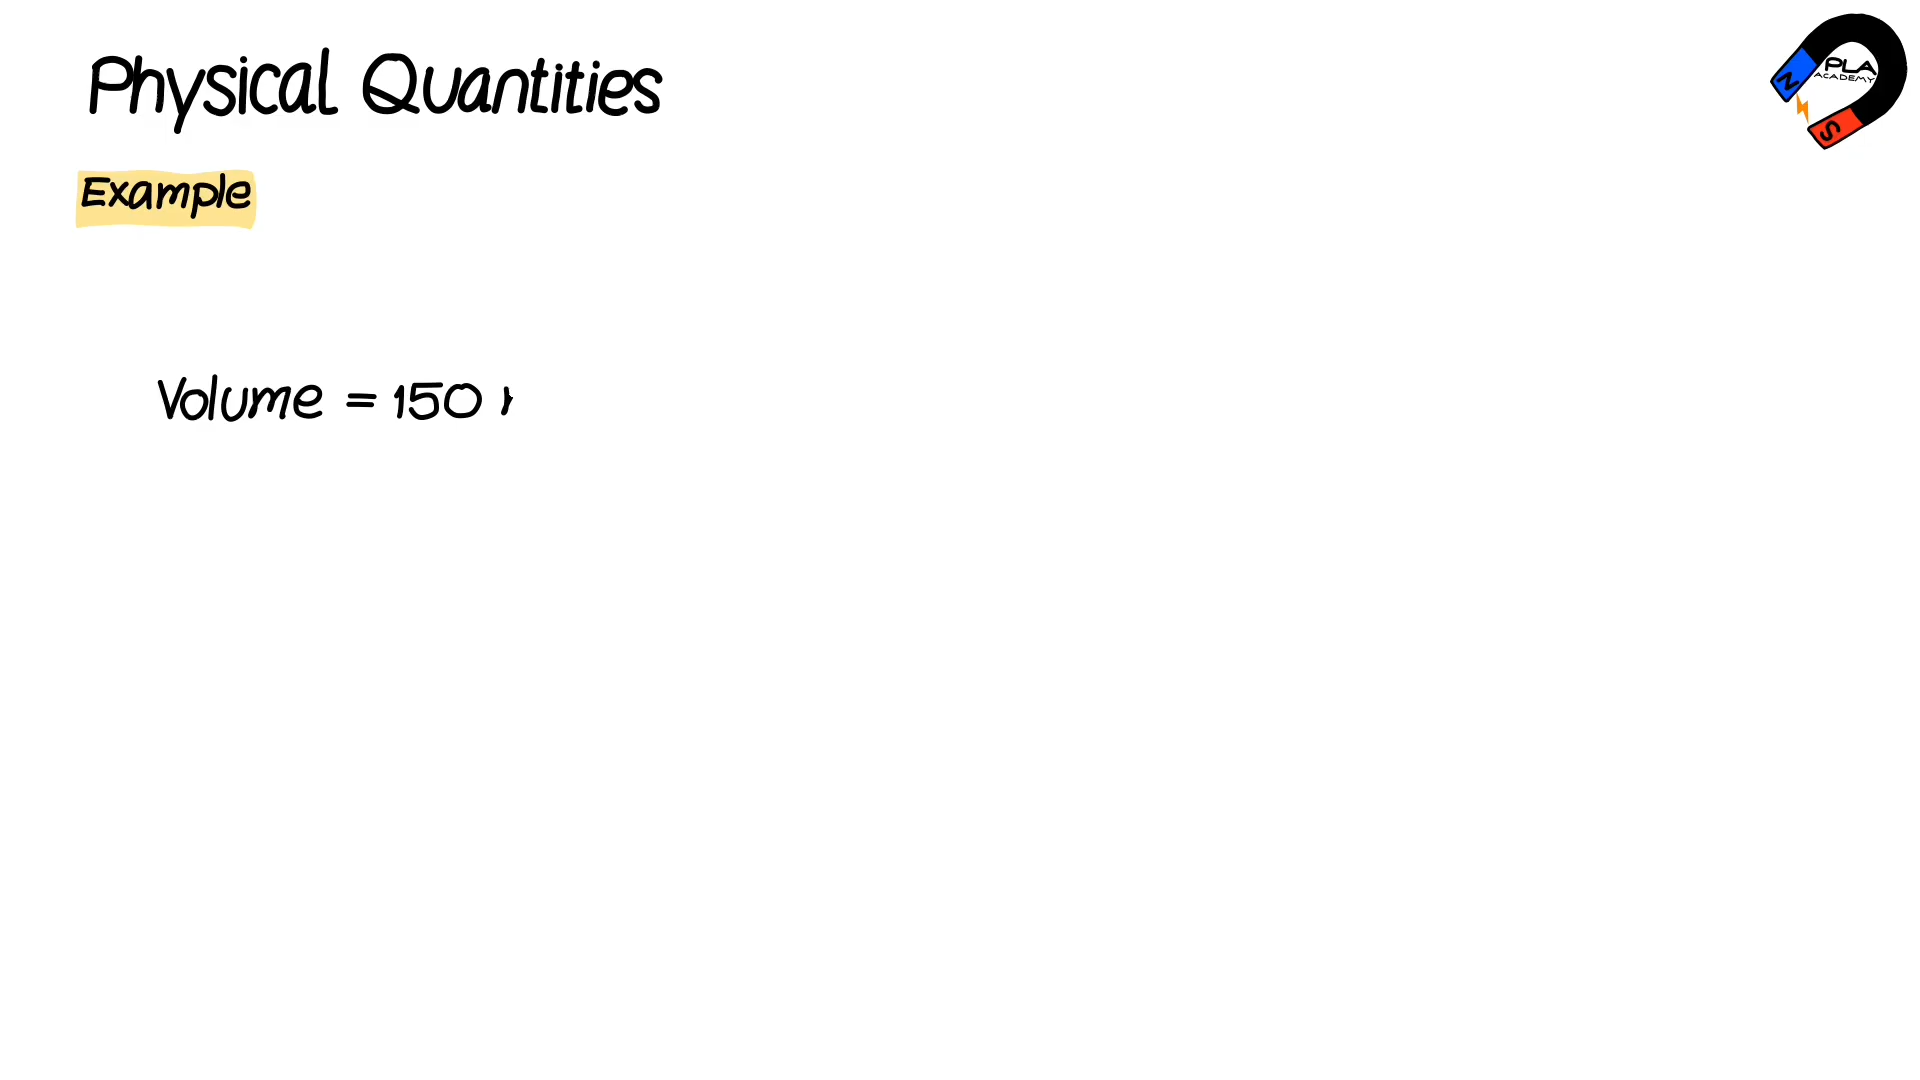 Physical Quantities
PLA
ACADEMY
N
S
Example
Volume = 150